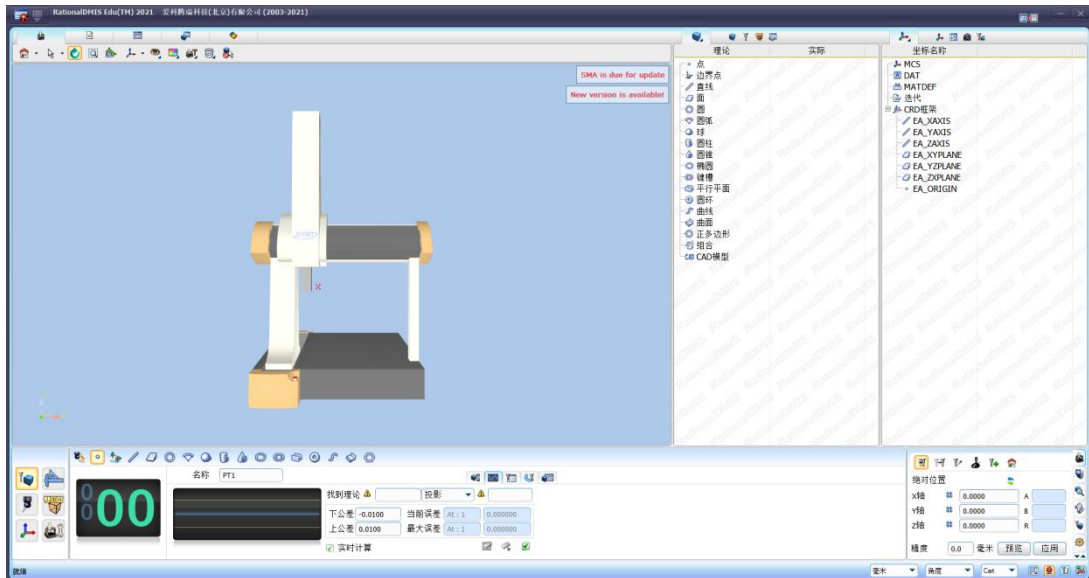 RationalDMIS Edu(TM) 2021 爱科腾瑞科技(北京)有限公司 (2003-2021)
SMA is due for update
New version is available!
理论 实际
点
边界点
直线
面
圆
圆弧
球
圆柱
圆锥
椭圆
键槽
平行平面
圆环
曲线
曲面
正多边形
组合
CAD模型
坐标名称
MCS
DAT
MATDEF
迭代
CRD框架
EA_XAXIS
EA_YAXIS
EA_ZAXIS
EA_XYPLANE
EA_YZPLANE
EA_ZXPLANE
EA_ORIGIN
X
名称 PT1
0
0
00
找到理论 投影
下公差 -0.0100 当前误差 At : 1 0.000000
上公差 0.0100 最大误差 At : 1 0.000000
实时计算
绝对位置
X轴 0.0000 A
Y轴 0.0000 B
Z轴 0.0000 R
精度 0.0 毫米 预览 应用
就绪
毫米 角度 Cat